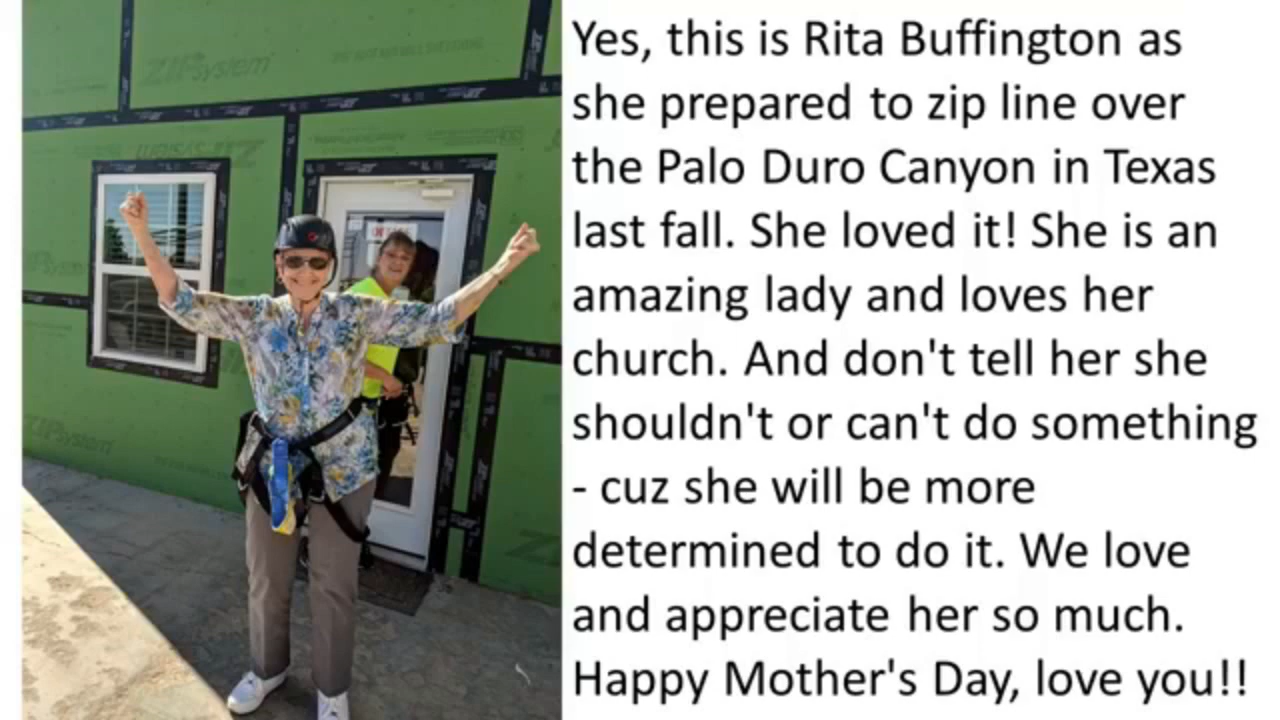 ZIPsystem
Yes, this is Rita Buffington as
she prepared to zip line over
the Palo Duro Canyon in Texas
last fall. She loved it! She is an
amazing lady and loves her
church. And don't tell her she
shouldn't or can't do something
- cuz she will be more
determined to do it. We love
and appreciate her so much.
Happy Mother's Day, love you!!
ZIPsystem